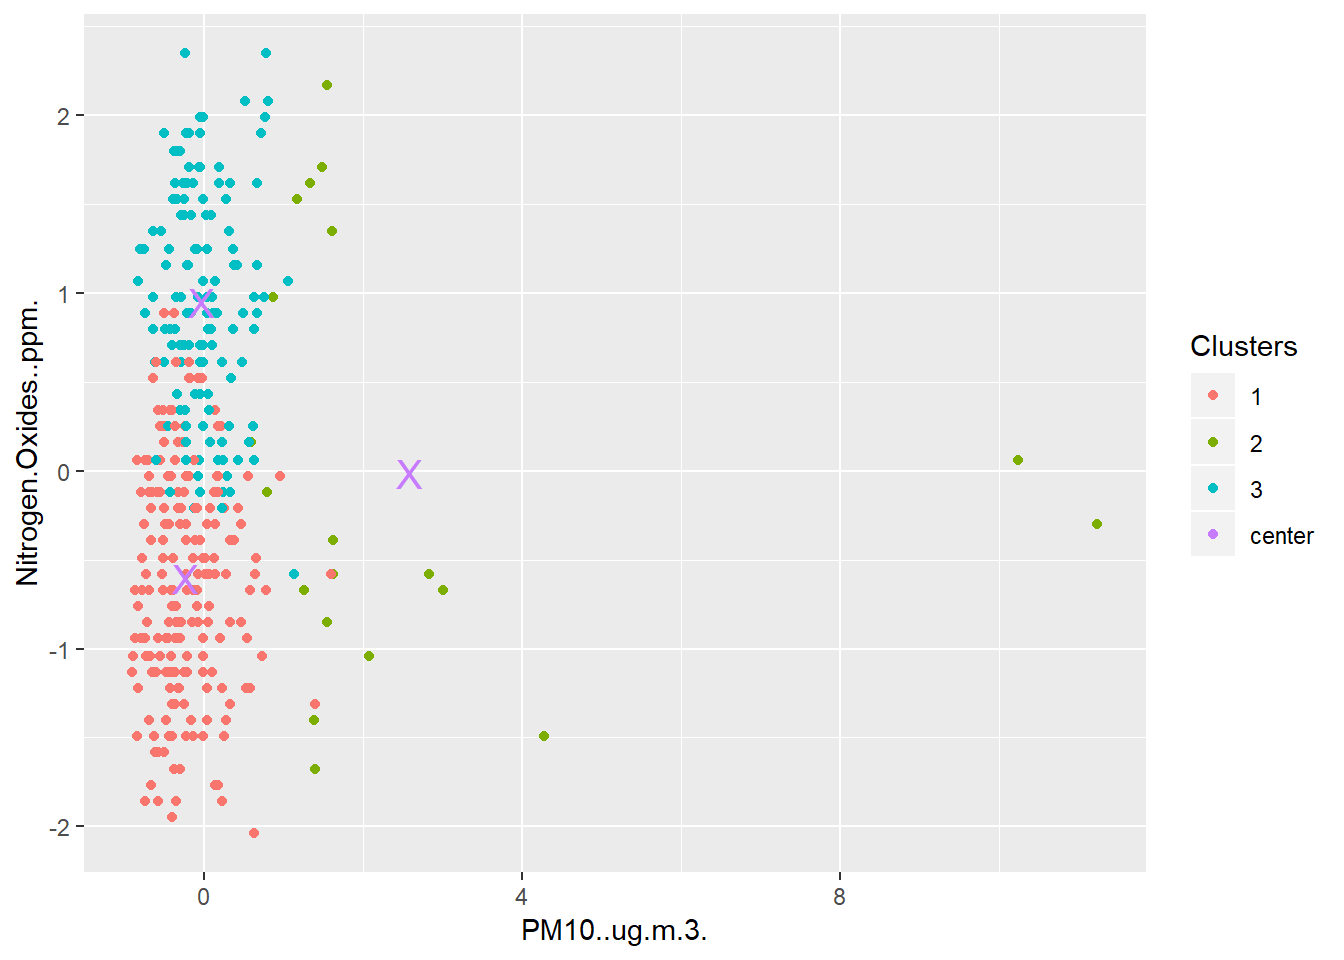 2
1
0
-1
-2
Nitrogen.Oxides..ppm.
X
X
X
0
4
8
PM10..ug.m.3.
Clusters
1
2
3
center